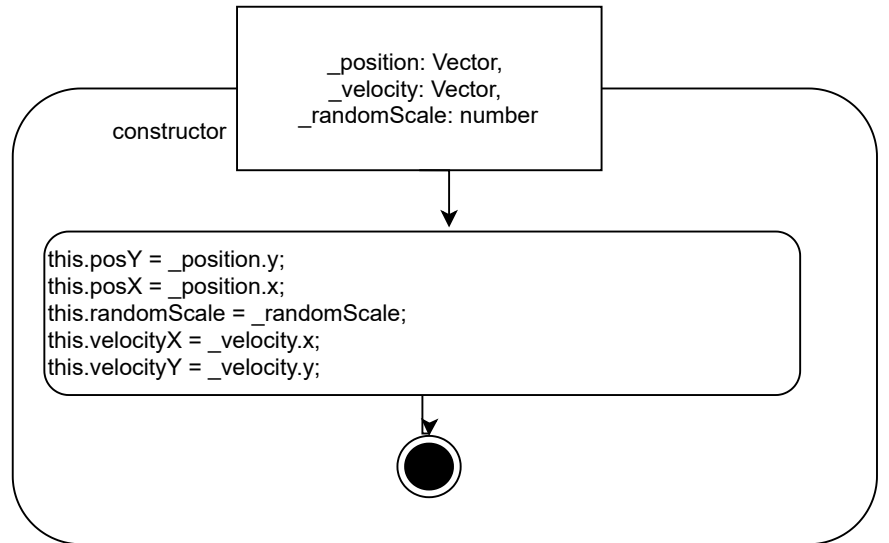 _position: Vector,
_velocity: Vector,
_randomScale: number
constructor
this.posY = _position.y;
this.posX = _position.x;
this.randomScale = _randomScale;
this.velocityX = _velocity.x;
this.velocityY = _velocity.y;